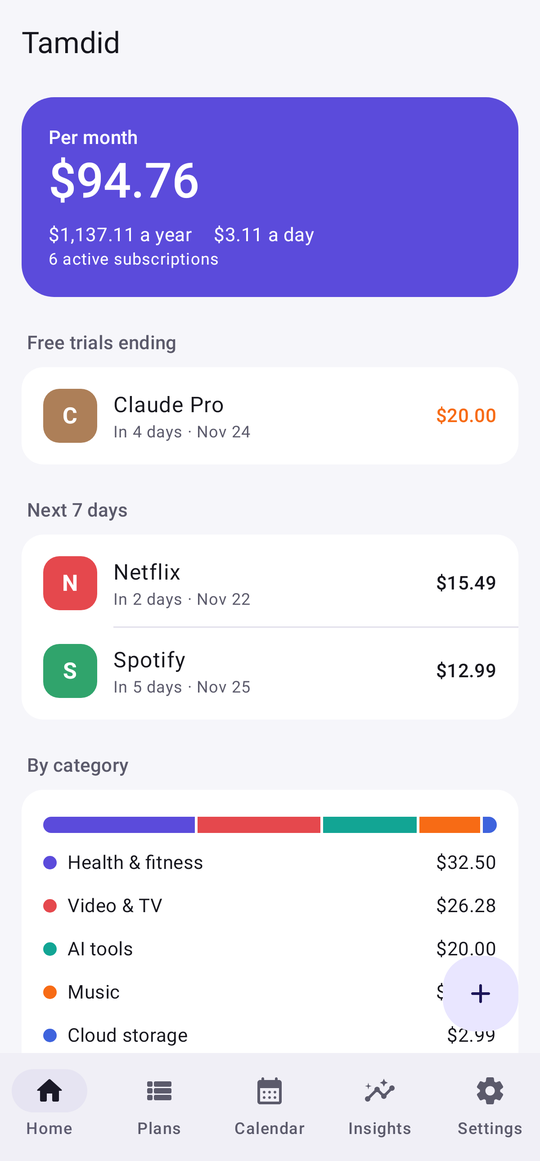 Tamdid
Per month
$94.76
$1,137.11 a year $3.11 a day
6 active subscriptions
Free trials ending
C
Claude Pro
In 4 days · Nov 24
$20.00
Next 7 days
N
Netflix
In 2 days · Nov 22
$15.49
S
Spotify
In 5 days · Nov 25
$12.99
By category
Health & fitness $32.50
Video & TV $26.28
AI tools $20.00
Music
Cloud storage $2.99
Home Plans Calendar Insights Settings